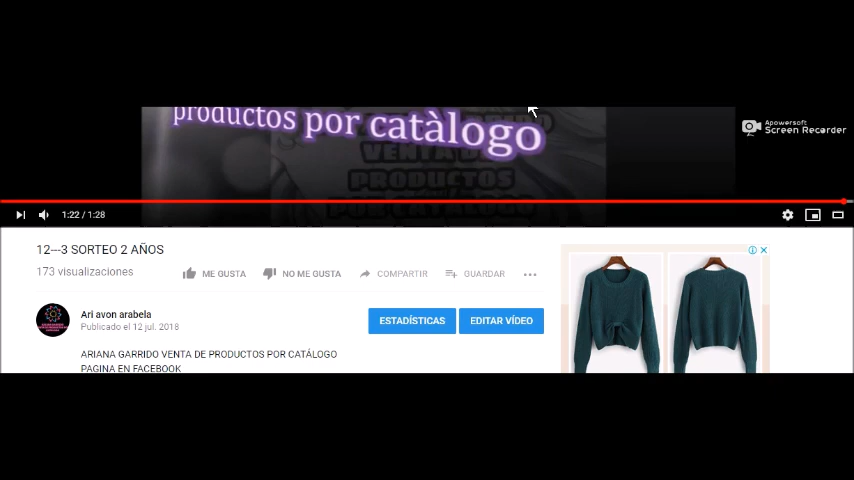 productos por catàlogo
VENTA DE
PRODUCTOS
POR CATALOGO
Apowersoft
Screen Recorder
1:22 / 1:28
12---3 SORTEO 2 AÑOS
173 visualizaciones
ME GUSTA
NO ME GUSTA
COMPARTIR
GUARDAR
Ari avon arabela
Publicado el 12 jul. 2018
ESTADÍSTICAS
EDITAR VÍDEO
ARIANA GARRIDO VENTA DE PRODUCTOS POR CATÁLOGO
PAGINA EN FACEBOOK